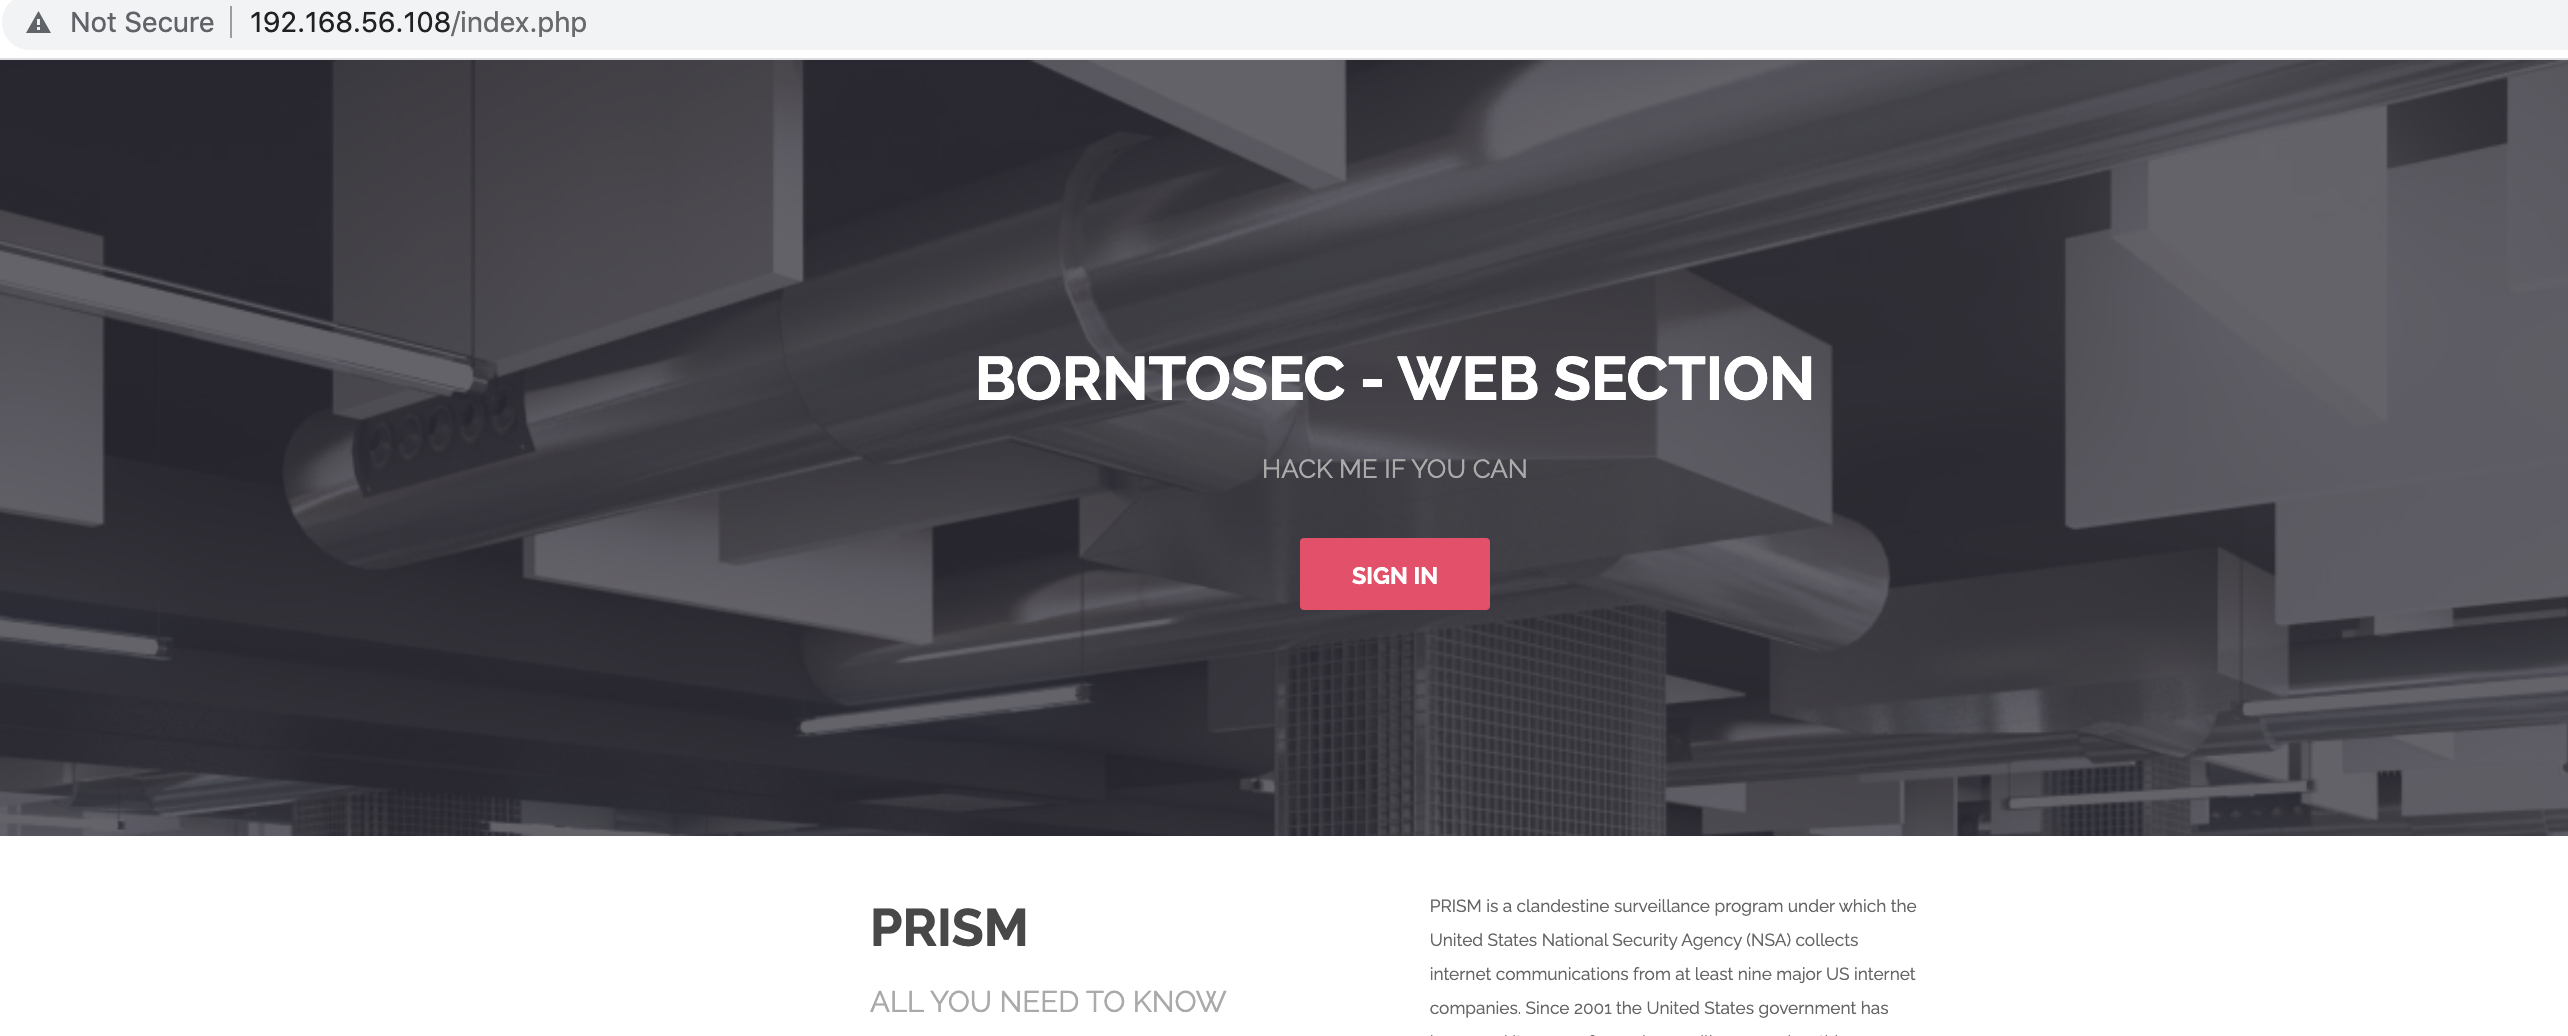 Not Secure | 192.168.56.108/index.php
BORNTOSEC - WEB SECTION
HACK ME IF YOU CAN
SIGN IN
PRISM
ALL YOU NEED TO KNOW
PRISM is a clandestine surveillance program under which the
United States National Security Agency (NSA) collects
internet communications from at least nine major US internet
companies. Since 2001 the United States government has